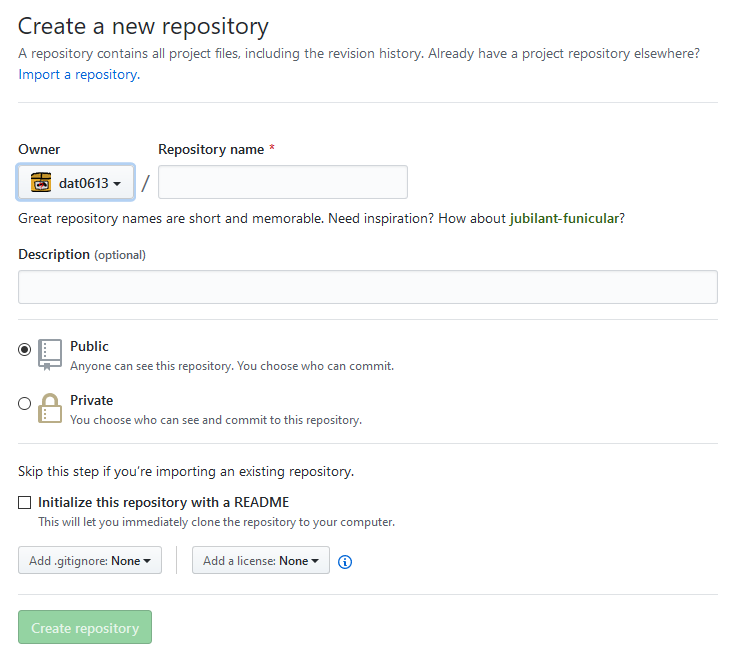 Create a new repository
A repository contains all project files, including the revision history. Already have a project repository elsewhere?
Import a repository.
Owner
Repository name *
dat0613 /
Great repository names are short and memorable. Need inspiration? How about jubilant-funicular?
Description (optional)
Public
Anyone can see this repository. You choose who can commit.
Private
You choose who can see and commit to this repository.
Skip this step if you're importing an existing repository.
Initialize this repository with a README
This will let you immediately clone the repository to your computer.
Add .gitignore: None
Add a license: None
Create repository